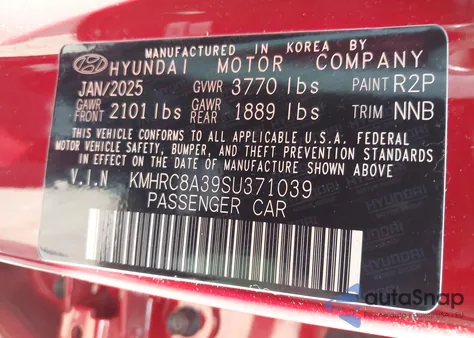 MANUFACTURED IN KOREA BY
HYUNDAI MOTOR COMPANY
JAN/2025 GVWR 3770 lbs PAINT R2P
GAWR FRONT 2101 lbs GAWR REAR 1889 lbs TRIM NNB
THIS VEHICLE CONFORMS TO ALL APPLICABLE U.S.A. FEDERAL
MOTOR VEHICLE SAFETY, BUMPER, AND THEFT PREVENTION STANDARDS
IN EFFECT ON THE DATE OF MANUFACTURE SHOWN ABOVE
V.I.N KMHRC8A39SU371039
PASSENGER CAR
autoSnap